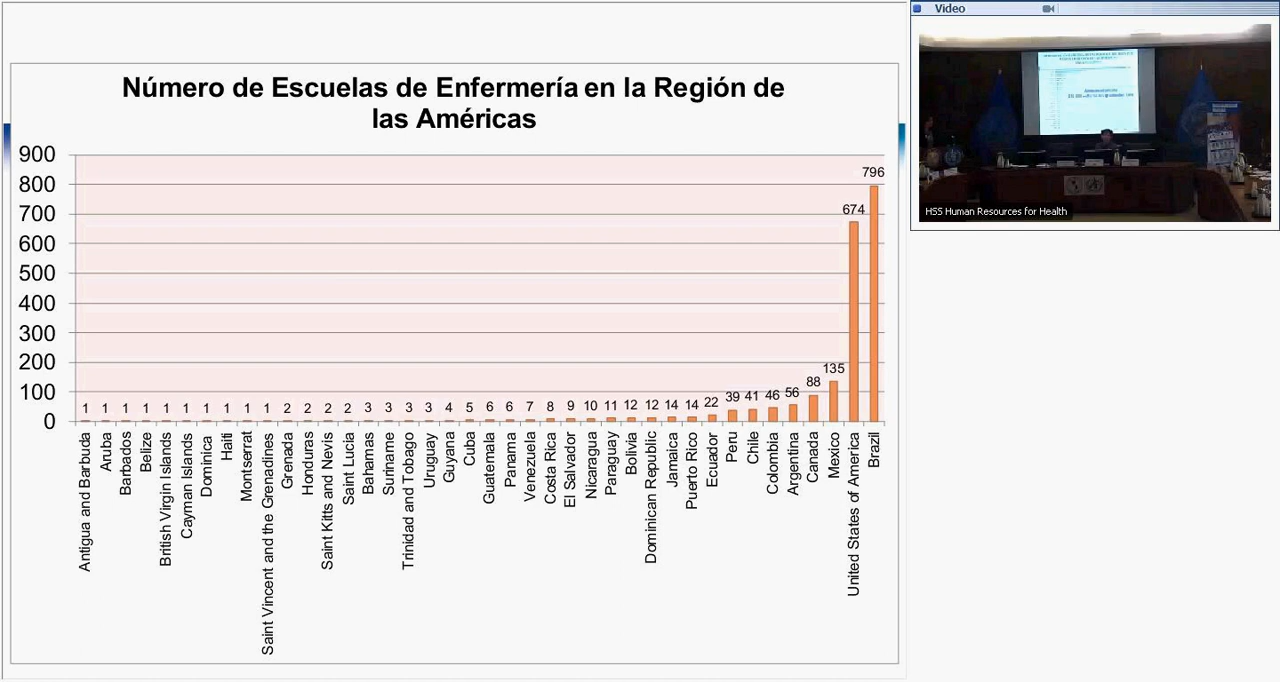 Número de Escuelas de Enfermería en la Región de
las Américas
900
800
700
600
500
400
300
200
100
0
1
1
1
1
1
1
1
1
1
1
2
2
2
2
3
3
3
3
4
5
6
6
7
8
9
10
11
12
12
14
14
22
39
41
46
56
88
135
674
796
Antigua and Barbuda
Aruba
Barbados
Belize
British Virgin Islands
Cayman Islands
Dominica
Haiti
Montserrat
Saint Vincent and the Grenadines
Grenada
Honduras
Saint Kitts and Nevis
Saint Lucia
Bahamas
Suriname
Trinidad and Tobago
Uruguay
Guyana
Cuba
Guatemala
Panama
Venezuela
Costa Rica
El Salvador
Nicaragua
Paraguay
Bolivia
Dominican Republic
Jamaica
Puerto Rico
Ecuador
Peru
Chile
Colombia
Argentina
Canada
Mexico
United States of America
Brazil
Video
HSS Human Resources for Health